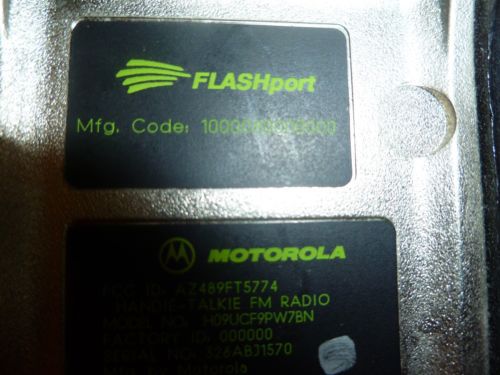 FLASHport
Mfg. Code: 1000000000000
MOTOROLA
FCC ID: AZ489FT5774
HANDIE-TALKIE FM RADIO
MODEL NO: H09UCF9PW7BN
FACTORY ID: 000000
SERIAL NO: 326ABJ1570
Motorola